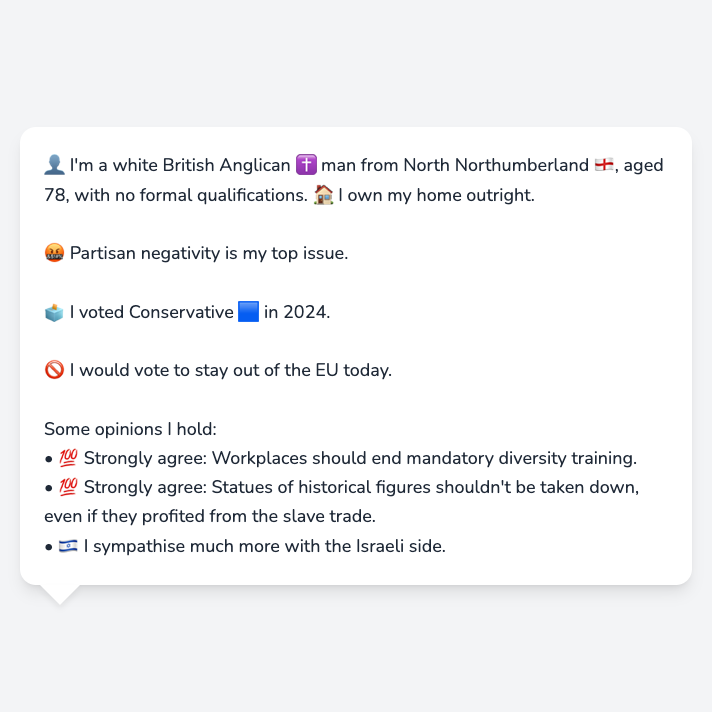 👤 I'm a white British Anglican ✝️ man from North Northumberland 🏴󠁧󠁢󠁥󠁮󠁧󠁿, aged
78, with no formal qualifications. 🏠 I own my home outright.
🤬 Partisan negativity is my top issue.
🗳️ I voted Conservative 🟦 in 2024.
🚫 I would vote to stay out of the EU today.
Some opinions I hold:
• 💯 Strongly agree: Workplaces should end mandatory diversity training.
• 💯 Strongly agree: Statues of historical figures shouldn't be taken down,
even if they profited from the slave trade.
• 🇮🇱 I sympathise much more with the Israeli side.